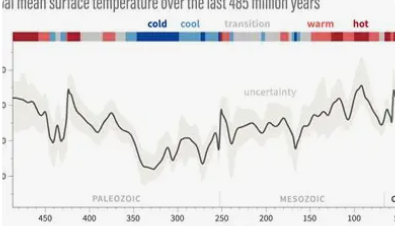 al mean surface temperature over the last 485 million years
cold cool transition warm hot
uncertainty
PALEOZOIC MESOZOIC C
450 400 350 300 250 200 150 100 5